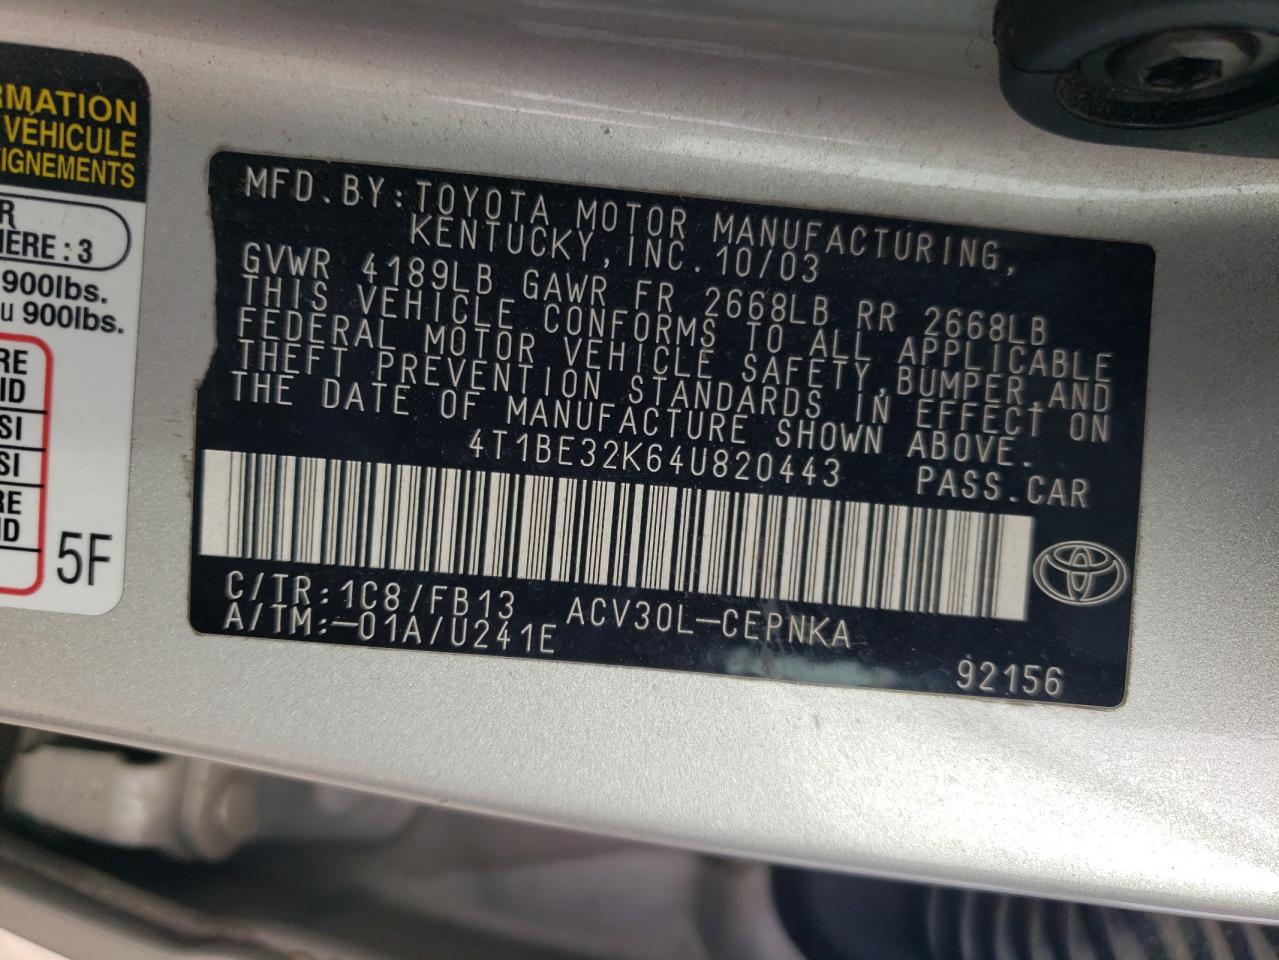 RMATION
VÉHICULE
IGNEMENTS
R
HERE : 3
900lbs.
u 900lbs.
RE
ID
SI
SI
RE
ID
5F
MFD.BY:TOYOTA MOTOR MANUFACTURING,
KENTUCKY, INC.10/03
GVWR 4189LB GAWR FR 2668LB RR 2668LB
THIS VEHICLE CONFORMS TO ALL APPLICABLE
FEDERAL MOTOR VEHICLE SAFETY,BUMPER,AND
THEFT PREVENTION STANDARDS IN EFFECT ON
THE DATE OF MANUFACTURE SHOWN ABOVE.
4T1BE32K64U820443 PASS.CAR
C/TR:1C8/FB13 ACV30L-CEPNKA
A/TM:-01A/U241E
92156